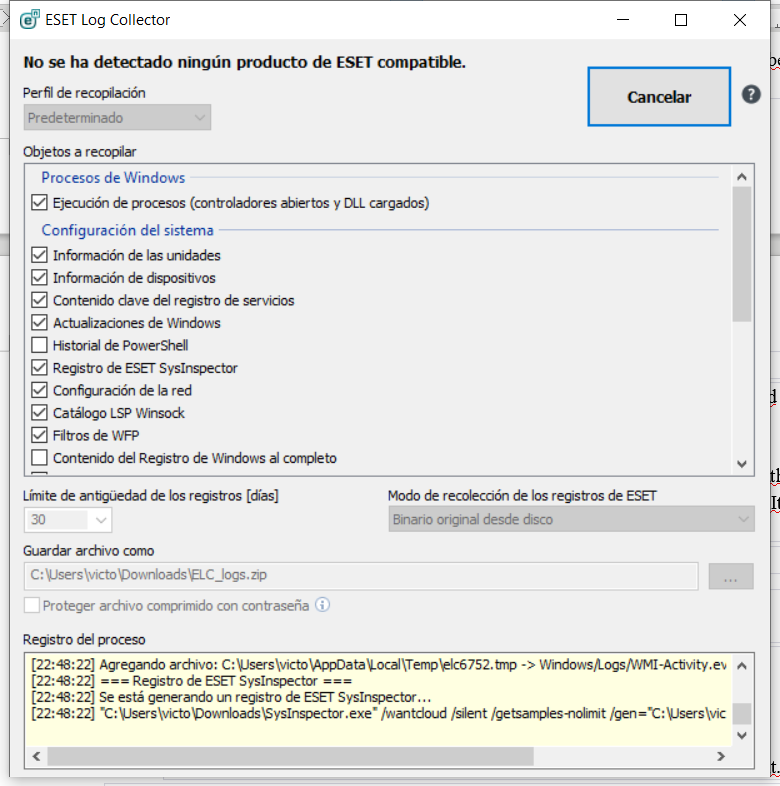 ESET Log Collector
No se ha detectado ningún producto de ESET compatible.
Perfil de recopilación
Cancelar
Predeterminado
Objetos a recopilar
Procesos de Windows
Ejecución de procesos (controladores abiertos y DLL cargados)
Configuración del sistema
Información de las unidades
Información de dispositivos
Contenido clave del registro de servicios
Actualizaciones de Windows
Historial de PowerShell
Registro de ESET SysInspector
Configuración de la red
Catálogo LSP Winsock
Filtros de WFP
Contenido del Registro de Windows al completo
Límite de antigüedad de los registros [días]
Modo de recolección de los registros de ESET
30
Binario original desde disco
Guardar archivo como
C:\Users\victo\Downloads\ELC_logs.zip
...
Proteger archivo comprimido con contraseña
Registro del proceso
[22:48:22] Agregando archivo: C:\Users\victo\AppData\Local\Temp\elc6752.tmp -> Windows/Logs/WMI-Activity.ev
[22:48:22] === Registro de ESET SysInspector ===
[22:48:22] Se está generando un registro de ESET SysInspector...
[22:48:22] "C:\Users\victo\Downloads\SysInspector.exe" /wantcloud /silent /getsamples-nolimit /gen="C:\Users\vic